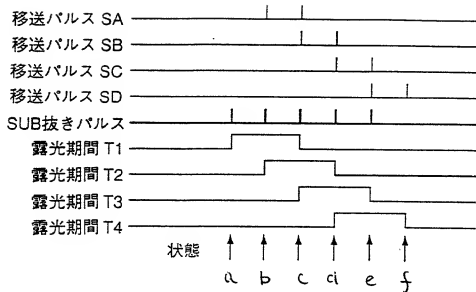 移送パルス SA
移送パルス SB
移送パルス SC
移送パルス SD
SUB抜きパルス
露光期間 T1
露光期間 T2
露光期間 T3
露光期間 T4
状態
a b c d e f